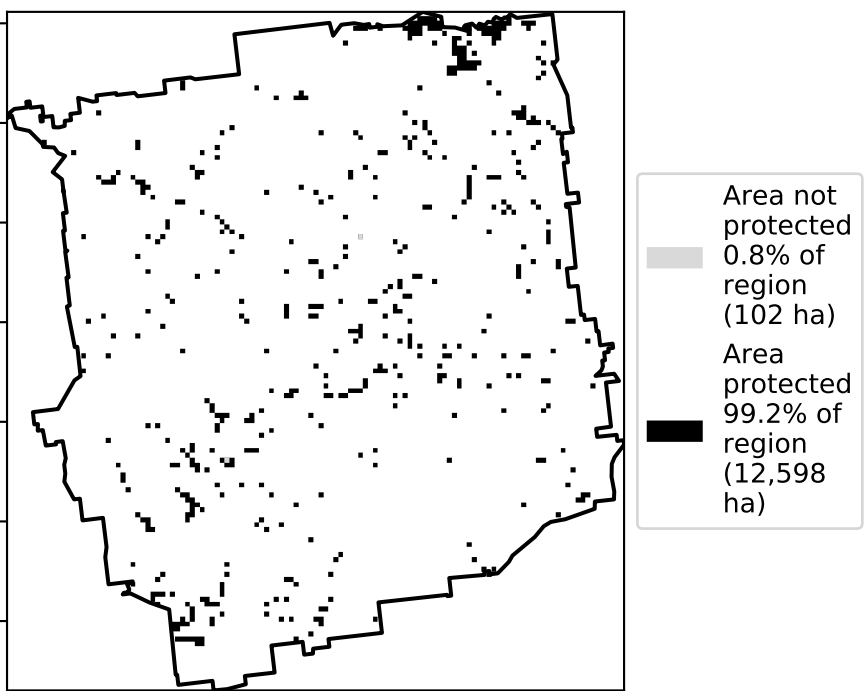 Area not
protected
0.8% of
region
(102 ha)
Area
protected
99.2% of
region
(12,598
ha)